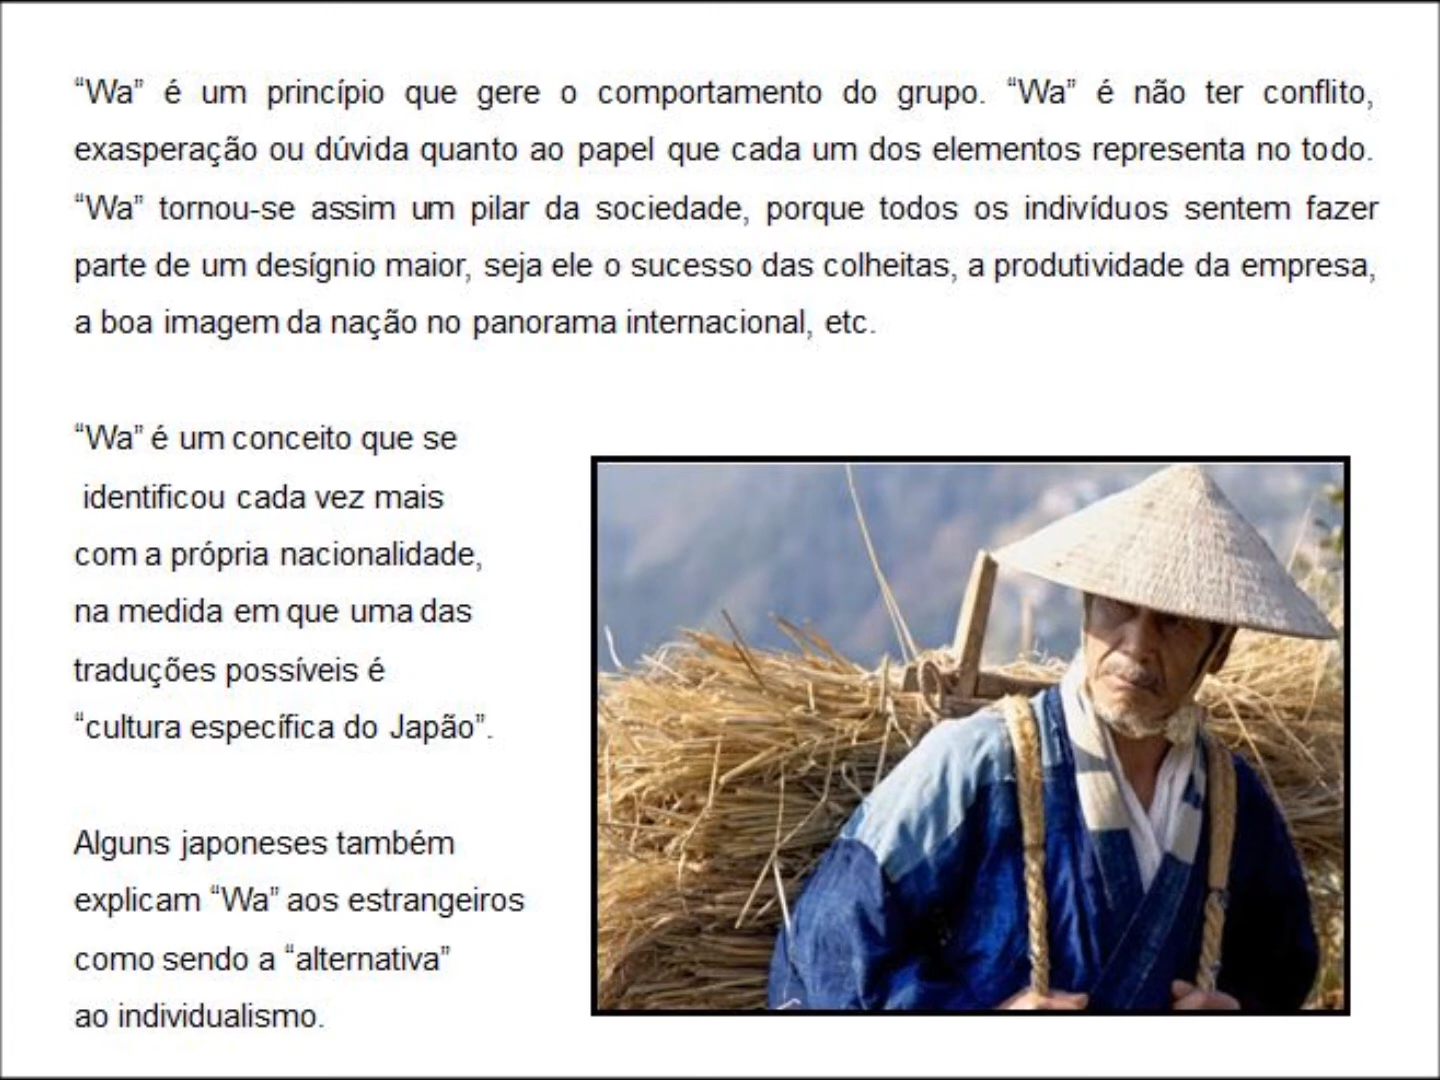 “Wa” é um princípio que gere o comportamento do grupo. “Wa” é não ter conflito,
exasperação ou dúvida quanto ao papel que cada um dos elementos representa no todo.
“Wa” tornou-se assim um pilar da sociedade, porque todos os indivíduos sentem fazer
parte de um desígnio maior, seja ele o sucesso das colheitas, a produtividade da empresa,
a boa imagem da nação no panorama internacional, etc.
“Wa” é um conceito que se
identificou cada vez mais
com a própria nacionalidade,
na medida em que uma das
traduções possíveis é
“cultura específica do Japão”.
Alguns japoneses também
explicam “Wa” aos estrangeiros
como sendo a “alternativa”
ao individualismo.